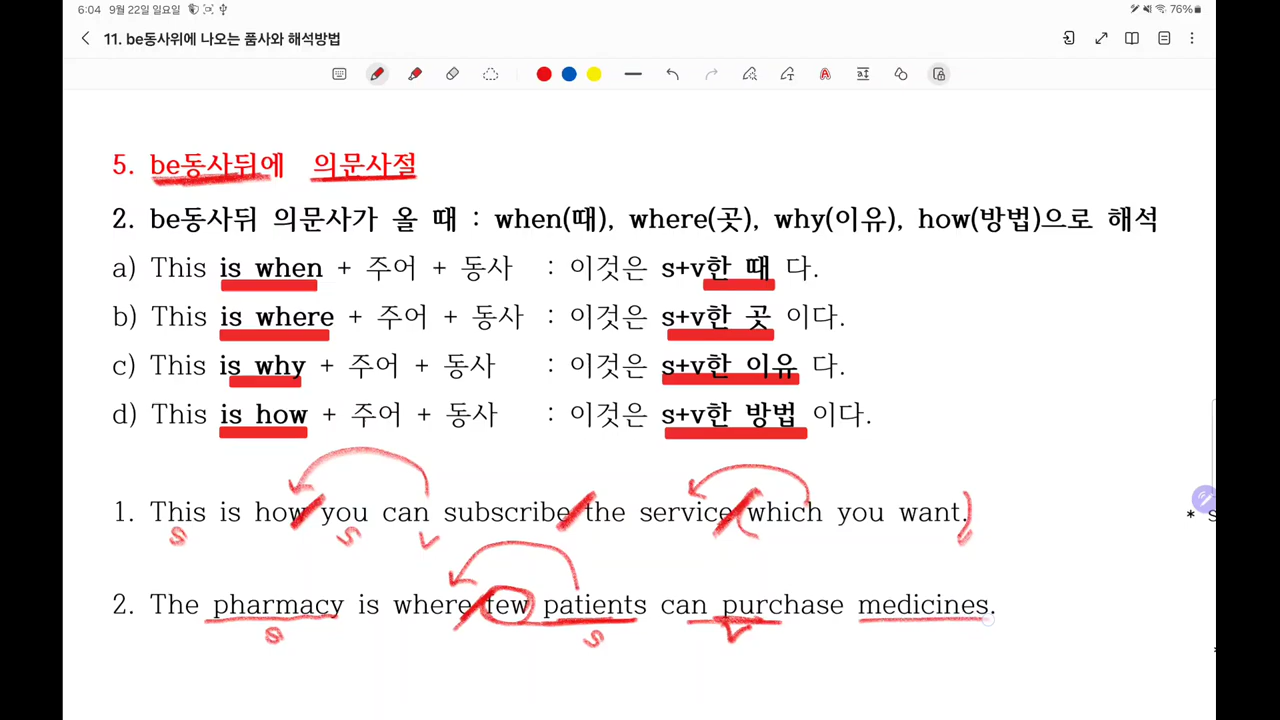 6:04 9월 22일 일요일 76%
11. be동사위에 나오는 품사와 해석방법
5. be동사뒤에 의문사절
2. be동사뒤 의문사가 올 때 : when(때), where(곳), why(이유), how(방법)으로 해석
a) This is when + 주어 + 동사 : 이것은 s+v한 때 다.
b) This is where + 주어 + 동사 : 이것은 s+v한 곳 이다.
c) This is why + 주어 + 동사 : 이것은 s+v한 이유 다.
d) This is how + 주어 + 동사 : 이것은 s+v한 방법 이다.
1. This is how you can subscribe the service which you want. * s
s s v
2. The pharmacy is where few patients can purchase medicines.
s s v